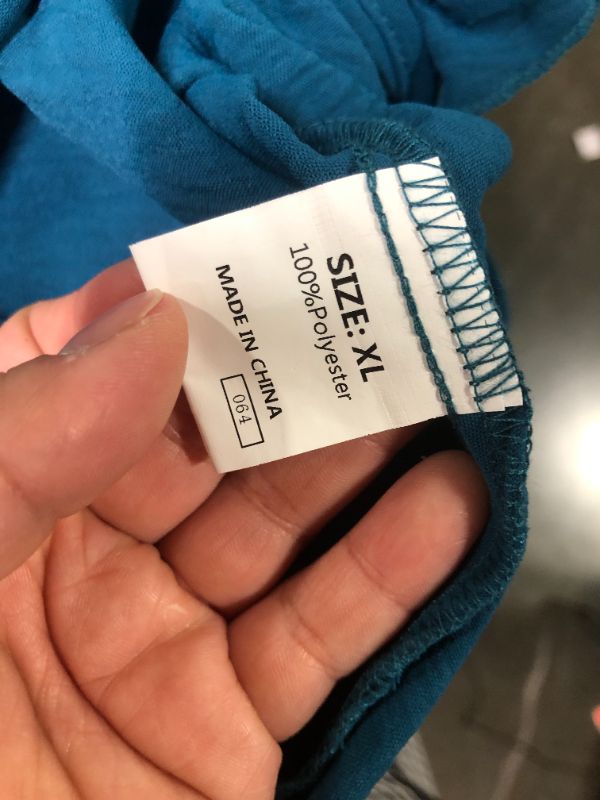 SIZE: XL
100%Polyester
MADE IN CHINA
064